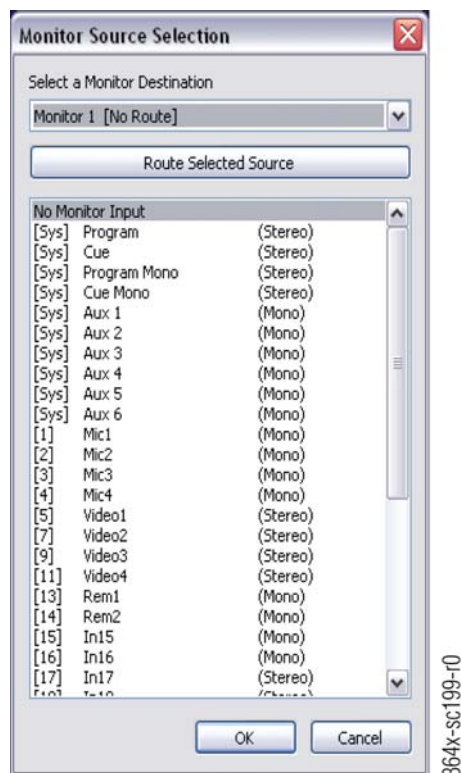 Monitor Source Selection
Select a Monitor Destination
Monitor 1 [No Route]
Route Selected Source
No Monitor Input
[Sys] Program (Stereo)
[Sys] Cue (Stereo)
[Sys] Program Mono (Stereo)
[Sys] Cue Mono (Stereo)
[Sys] Aux 1 (Mono)
[Sys] Aux 2 (Mono)
[Sys] Aux 3 (Mono)
[Sys] Aux 4 (Mono)
[Sys] Aux 5 (Mono)
[Sys] Aux 6 (Mono)
[1] Mic1 (Mono)
[2] Mic2 (Mono)
[3] Mic3 (Mono)
[4] Mic4 (Mono)
[5] Video1 (Stereo)
[7] Video2 (Stereo)
[9] Video3 (Stereo)
[11] Video4 (Stereo)
[13] Rem1 (Mono)
[14] Rem2 (Mono)
[15] In15 (Mono)
[16] In16 (Mono)
[17] In17 (Stereo)
OK Cancel
864x-sc199-r0